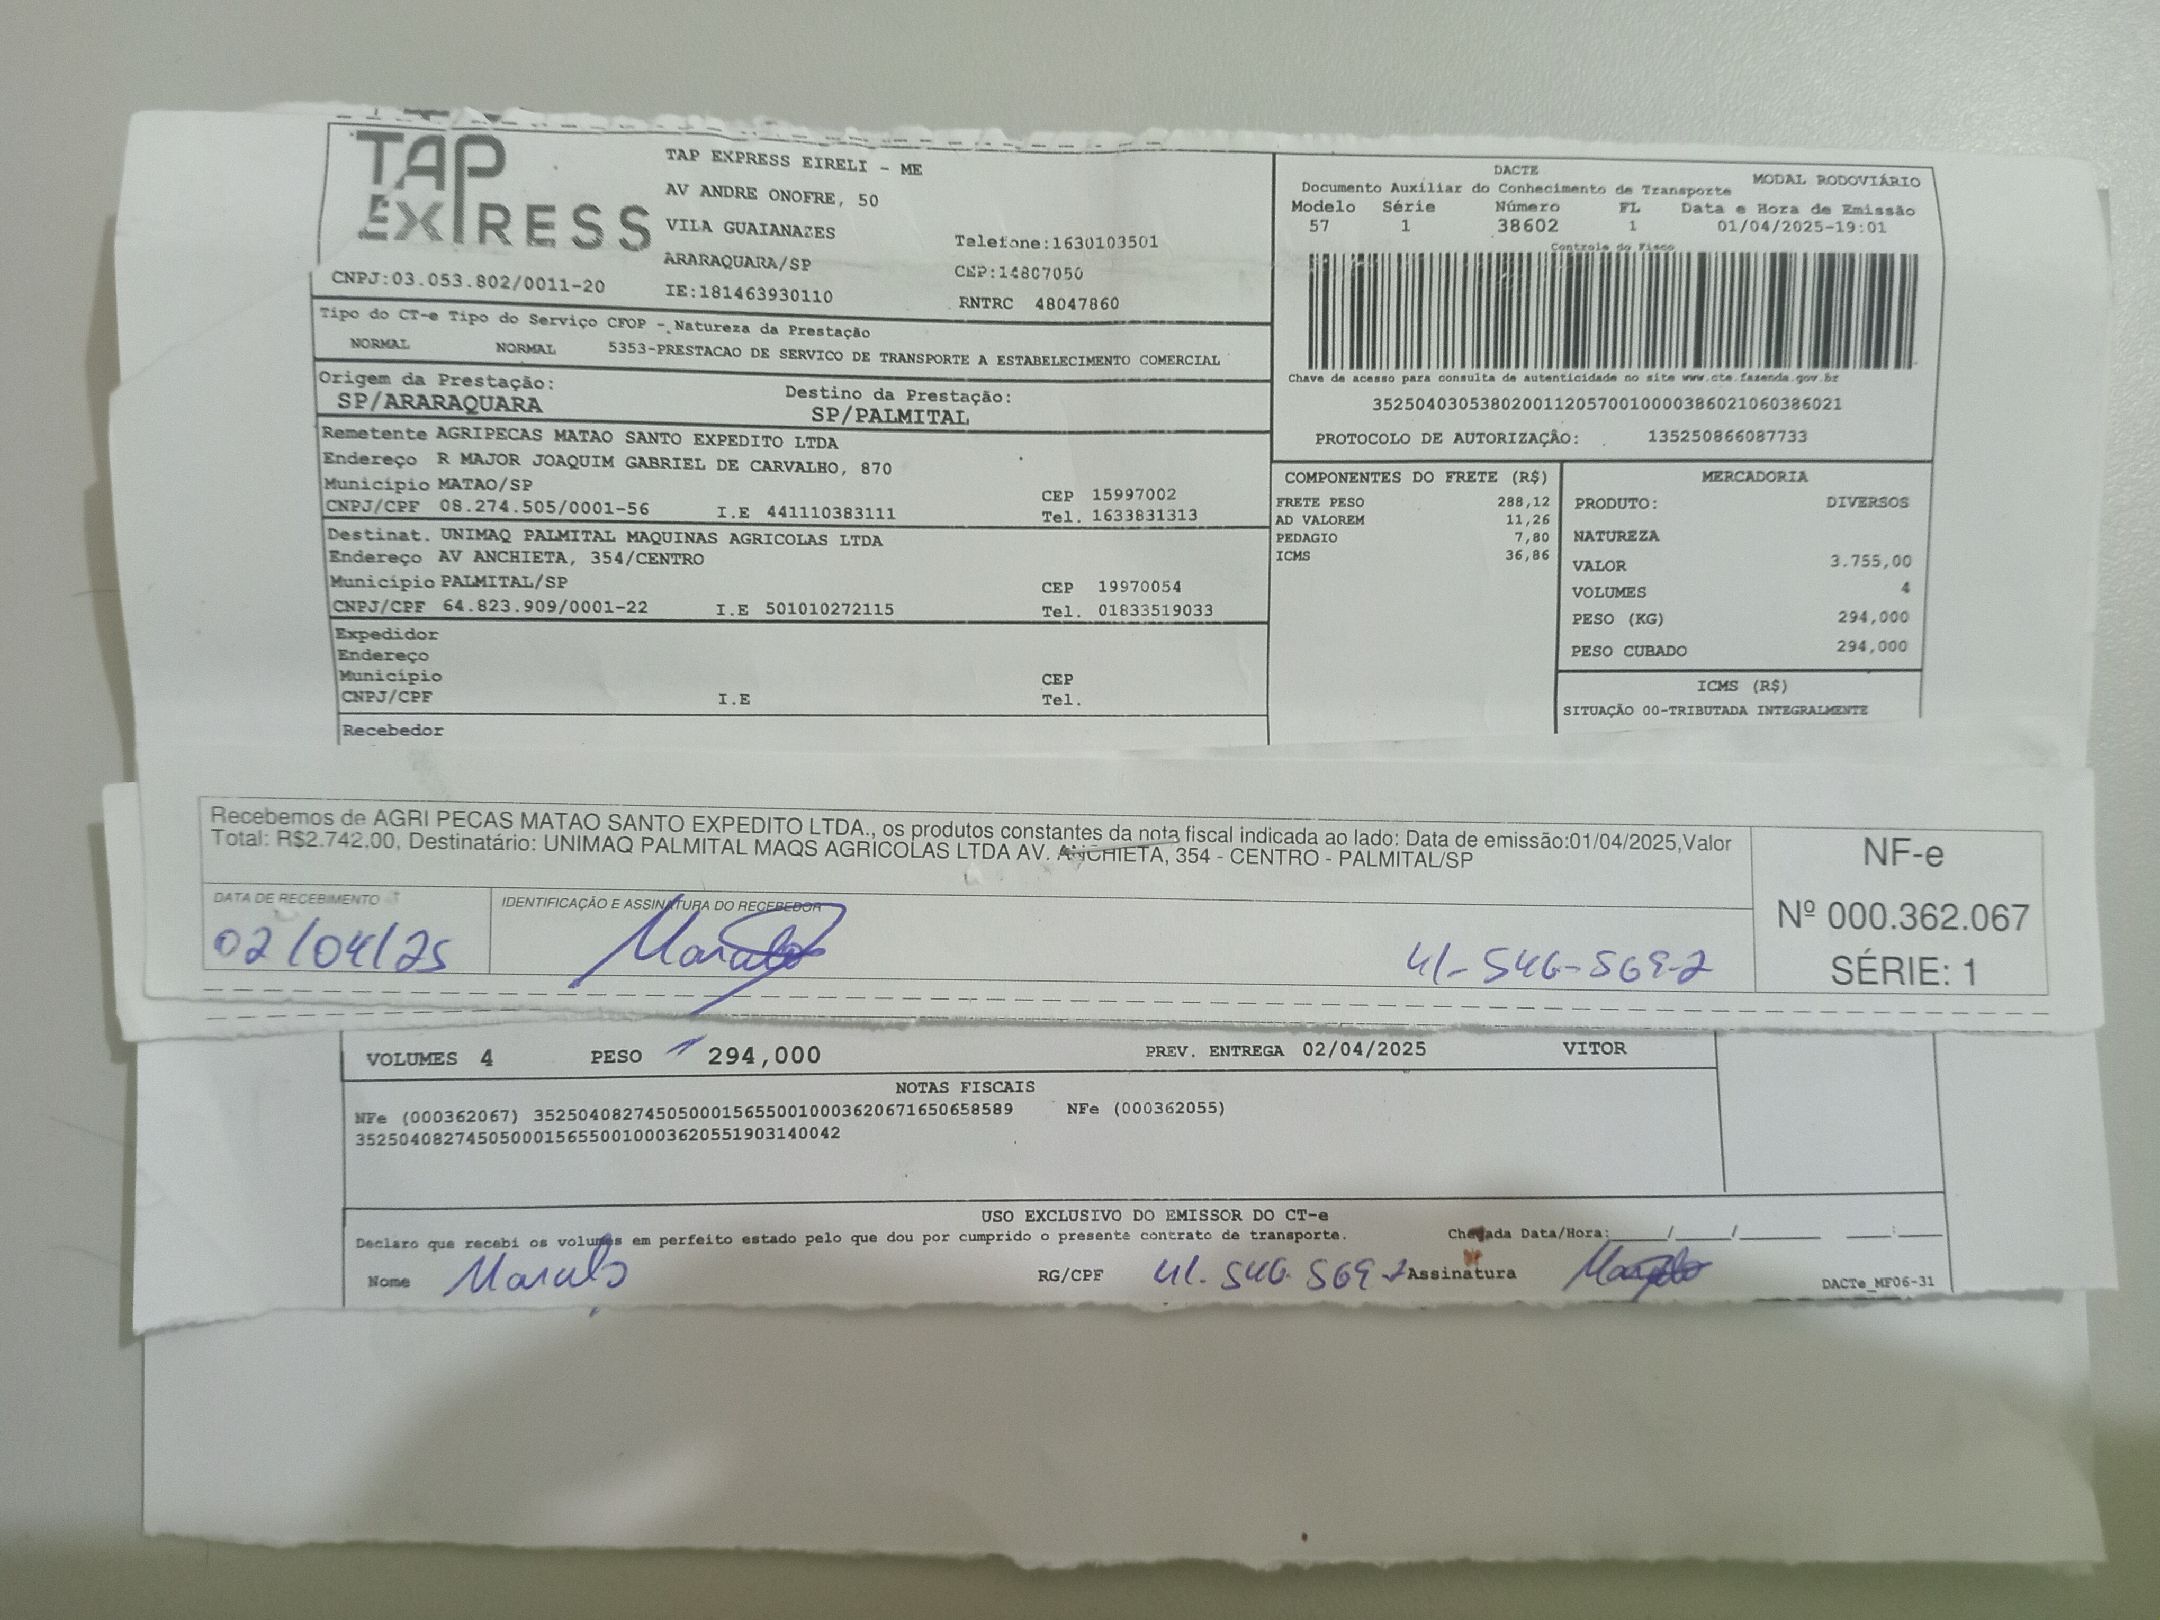 TAP
EXPRESS
TAP EXPRESS EIRELI - ME
AV ANDRE ONOFRE, 50
VILA GUAIANAZES
Telefone:1630103501
ARARAQUARA/SP
CEP:14807050
CNPJ:03.053.802/0011-20
IE:181463930110
RNTRC 48047860
DACTE
MODAL RODOVIÁRIO
Documento Auxiliar do Conhecimento de Transporte
Modelo Série Número FL Data e Hora de Emissão
57 1 38602 1 01/04/2025-19:01
Controle do Fisco
Chave de acesso para consulta de autenticidade no site www.cte.fazenda.gov.br
35250403053802001120570010000386021060386021
PROTOCOLO DE AUTORIZAÇÃO: 135250866087733
Tipo do CT-e Tipo do Serviço CFOP - Natureza da Prestação
NORMAL NORMAL 5353-PRESTACAO DE SERVICO DE TRANSPORTE A ESTABELECIMENTO COMERCIAL
Origem da Prestação: Destino da Prestação:
SP/ARARAQUARA SP/PALMITAL
Remetente AGRIPECAS MATAO SANTO EXPEDITO LTDA
Endereço R MAJOR JOAQUIM GABRIEL DE CARVALHO, 870
Município MATAO/SP CEP 15997002
CNPJ/CPF 08.274.505/0001-56 I.E 441110383111 Tel. 1633831313
Destinat. UNIMAQ PALMITAL MAQUINAS AGRICOLAS LTDA
Endereço AV ANCHIETA, 354/CENTRO
Município PALMITAL/SP CEP 19970054
CNPJ/CPF 64.823.909/0001-22 I.E 501010272115 Tel. 01833519033
Expedidor
Endereço
Município CEP
CNPJ/CPF I.E Tel.
Recebedor
COMPONENTES DO FRETE (R$)
FRETE PESO 288,12
AD VALOREM 11,26
PEDAGIO 7,80
ICMS 36,86
MERCADORIA
PRODUTO: DIVERSOS
NATUREZA
VALOR 3.755,00
VOLUMES 4
PESO (KG) 294,000
PESO CUBADO 294,000
ICMS (R$)
SITUAÇÃO 00-TRIBUTADA INTEGRALMENTE
Recebemos de AGRI PECAS MATAO SANTO EXPEDITO LTDA., os produtos constantes da nota fiscal indicada ao lado: Data de emissão:01/04/2025,Valor
Total: R$2.742,00, Destinatário: UNIMAQ PALMITAL MAQS AGRICOLAS LTDA AV. ANCHIETA, 354 - CENTRO - PALMITAL/SP
DATA DE RECEBIMENTO
02/04/25
IDENTIFICAÇÃO E ASSINATURA DO RECEBEDOR
41-546-569-2
NF-e
Nº 000.362.067
SÉRIE: 1
VOLUMES 4 PESO 294,000 PREV. ENTREGA 02/04/2025 VITOR
NOTAS FISCAIS
NFe (000362067) 35250408274505000156550010003620671650658589 NFe (000362055)
35250408274505000156550010003620551903140042
USO EXCLUSIVO DO EMISSOR DO CT-e
Declaro que recebi os volumes em perfeito estado pelo que dou por cumprido o presente contrato de transporte. Chegada Data/Hora:____/____/______ ___:___
Nome RG/CPF 41.546.569-2 Assinatura DACTe_MF06-31